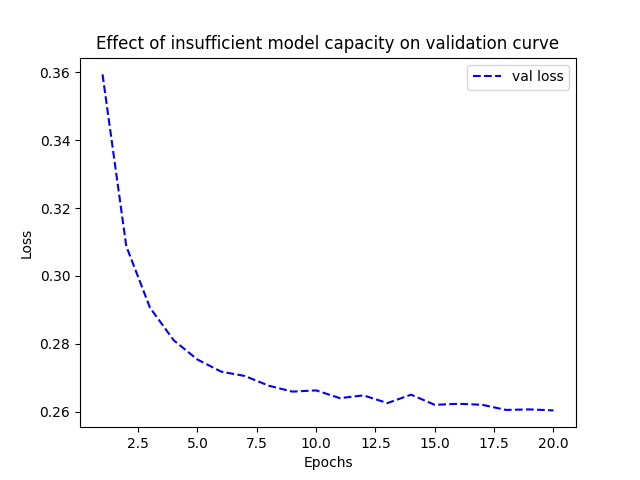 Effect of insufficient model capacity on validation curve
val loss
Loss
0.36
0.34
0.32
0.30
0.28
0.26
2.5 5.0 7.5 10.0 12.5 15.0 17.5 20.0
Epochs